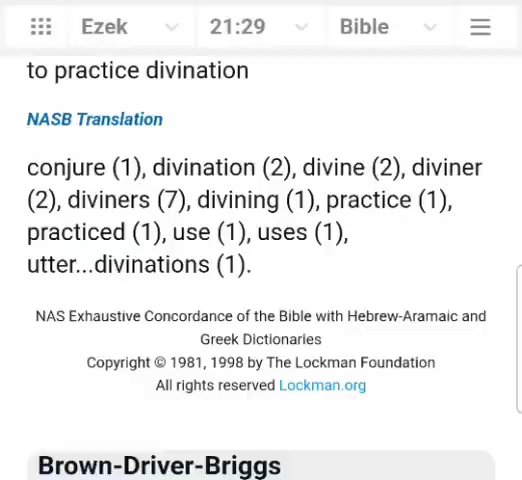 Ezek 21:29 Bible
to practice divination
NASB Translation
conjure (1), divination (2), divine (2), diviner
(2), diviners (7), divining (1), practice (1),
practiced (1), use (1), uses (1),
utter...divinations (1).
NAS Exhaustive Concordance of the Bible with Hebrew-Aramaic and
Greek Dictionaries
Copyright © 1981, 1998 by The Lockman Foundation
All rights reserved Lockman.org
Brown-Driver-Briggs